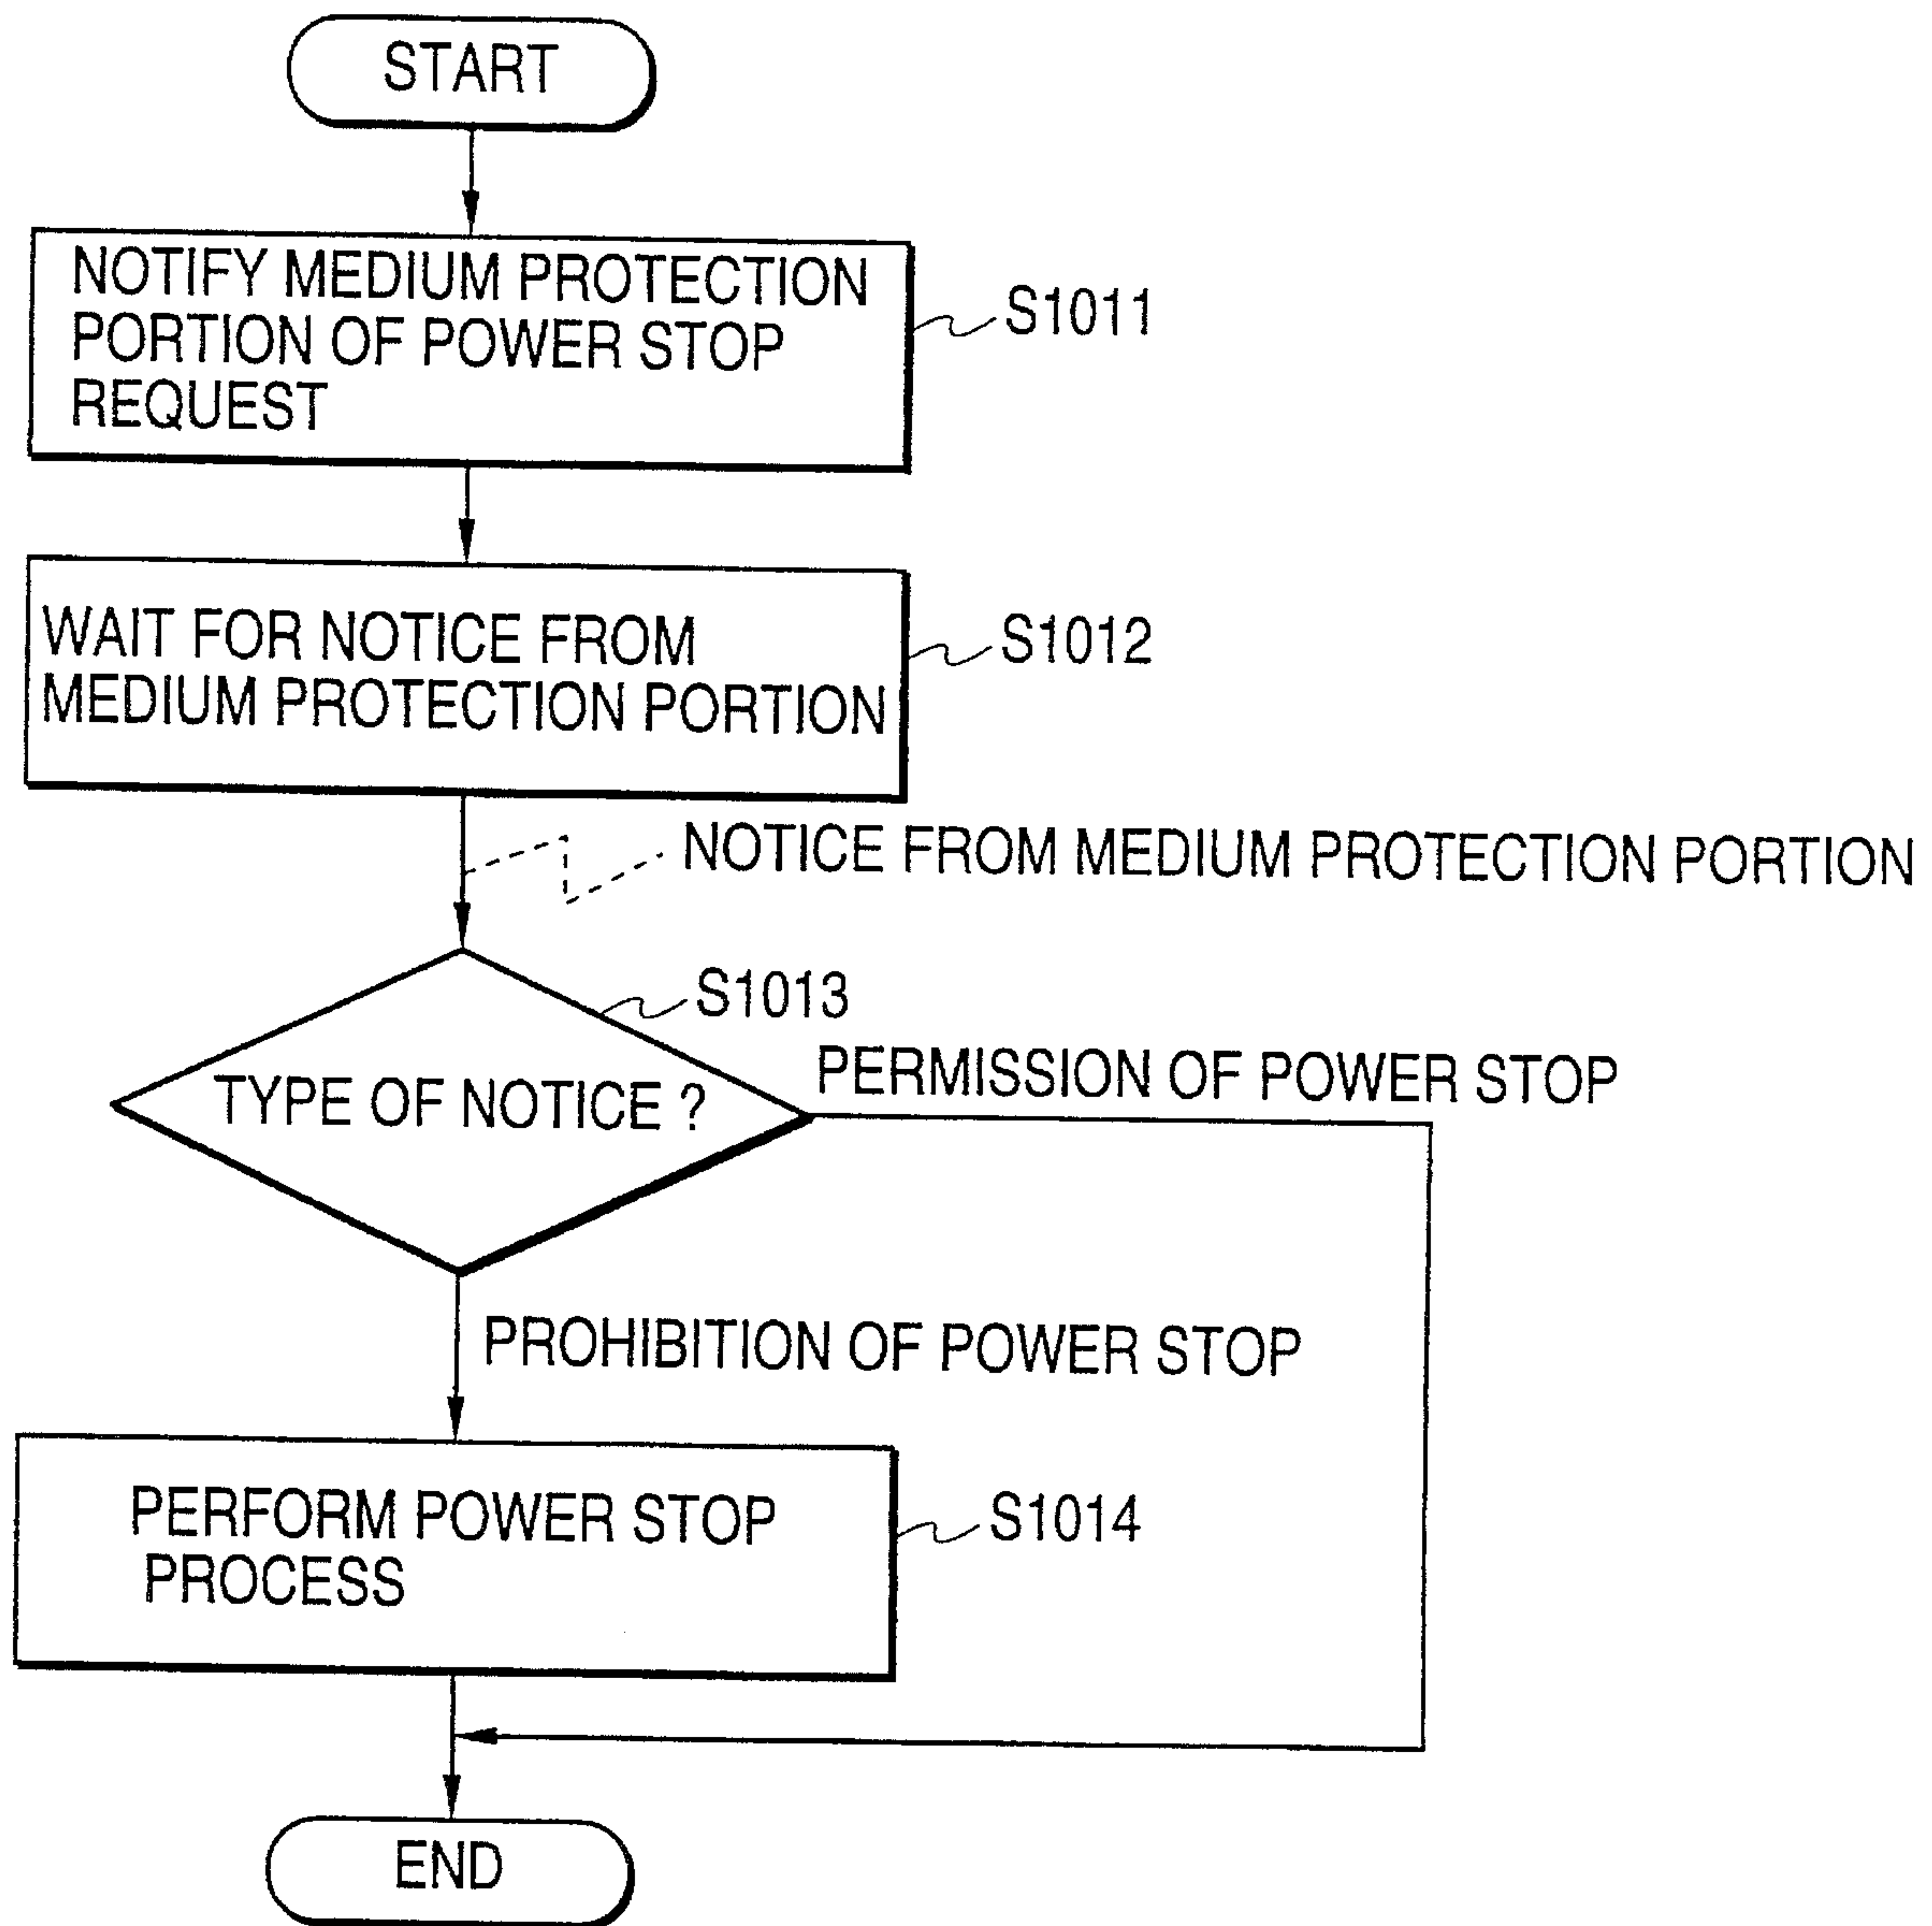 START
NOTIFY MEDIUM PROTECTION
PORTION OF POWER STOP
REQUEST
S1011
WAIT FOR NOTICE FROM
MEDIUM PROTECTION PORTION
S1012
NOTICE FROM MEDIUM PROTECTION PORTION
S1013
TYPE OF NOTICE ?
PERMISSION OF POWER STOP
PROHIBITION OF POWER STOP
PERFORM POWER STOP
PROCESS
S1014
END